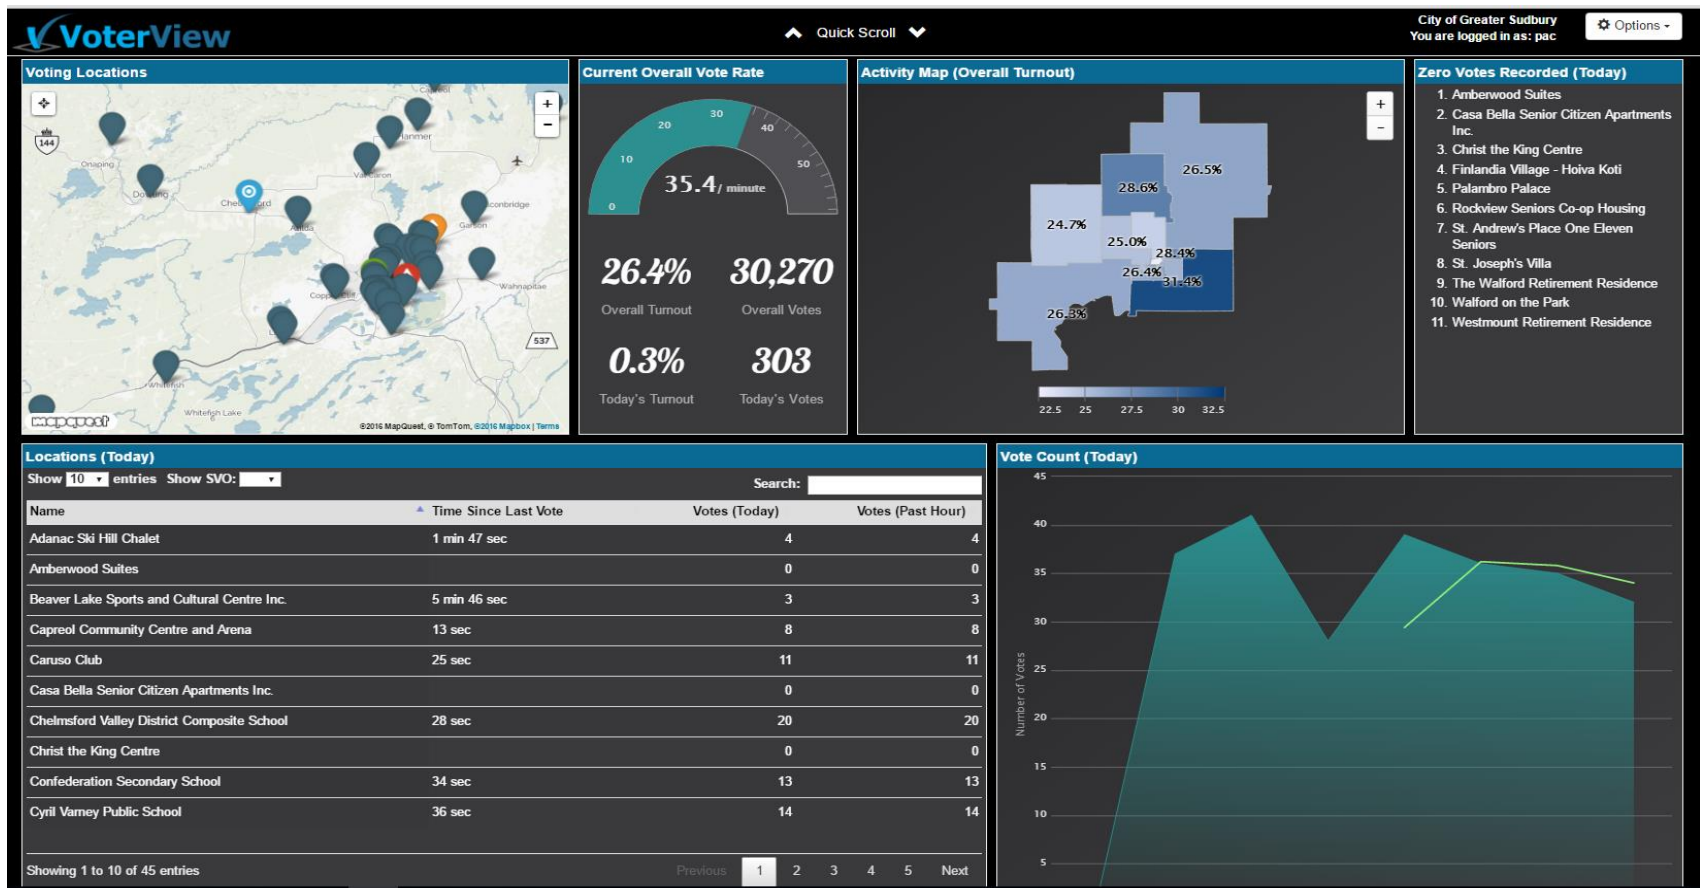 VoterView
Quick Scroll
City of Greater Sudbury
You are logged in as: pac
Options
Voting Locations
+
-
144
Capreol
Hanmer
Val Caron
Onaping
Dowling
Azilda
Garson
Wahnapitae
537
Whitefish
Whitefish Lake
mapquest
©2016 MapQuest, © TomTom, ©2016 Mapbox | Terms
Current Overall Vote Rate
0
10
20
30
40
50
35.4/ minute
26.4%
Overall Turnout
30,270
Overall Votes
0.3%
Today's Turnout
303
Today's Votes
Activity Map (Overall Turnout)
+
-
26.5%
28.6%
24.7%
25.0%
28.4%
26.4%
31.4%
26.3%
22.5 25 27.5 30 32.5
Zero Votes Recorded (Today)
1. Amberwood Suites
2. Casa Bella Senior Citizen Apartments
Inc.
3. Christ the King Centre
4. Finlandia Village - Hoiva Koti
5. Palambro Palace
6. Rockview Seniors Co-op Housing
7. St. Andrew's Place One Eleven
Seniors
8. St. Joseph's Villa
9. The Walford Retirement Residence
10. Walford on the Park
11. Westmount Retirement Residence
Locations (Today)
Show 10 entries Show SVO:
Search:
Name Time Since Last Vote Votes (Today) Votes (Past Hour)
Adanac Ski Hill Chalet 1 min 47 sec 4 4
Amberwood Suites 0 0
Beaver Lake Sports and Cultural Centre Inc. 5 min 46 sec 3 3
Capreol Community Centre and Arena 13 sec 8 8
Caruso Club 25 sec 11 11
Casa Bella Senior Citizen Apartments Inc. 0 0
Chelmsford Valley District Composite School 28 sec 20 20
Christ the King Centre 0 0
Confederation Secondary School 34 sec 13 13
Cyril Varney Public School 36 sec 14 14
Showing 1 to 10 of 45 entries
Previous 1 2 3 4 5 Next
Vote Count (Today)
Number of Votes
45
40
35
30
25
20
15
10
5